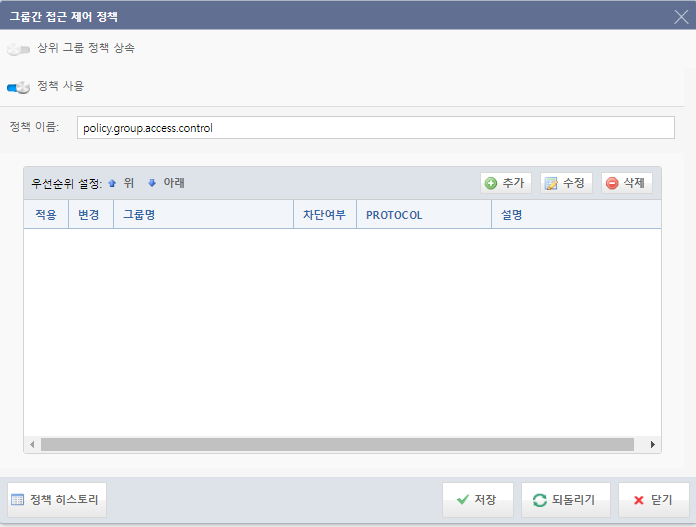 그룹간 접근 제어 정책
상위 그룹 정책 상속
정책 사용
정책 이름: policy.group.access.control
우선순위 설정: 위 아래 추가 수정 삭제
적용 변경 그룹명 차단여부 PROTOCOL 설명
정책 히스토리 저장 되돌리기 닫기